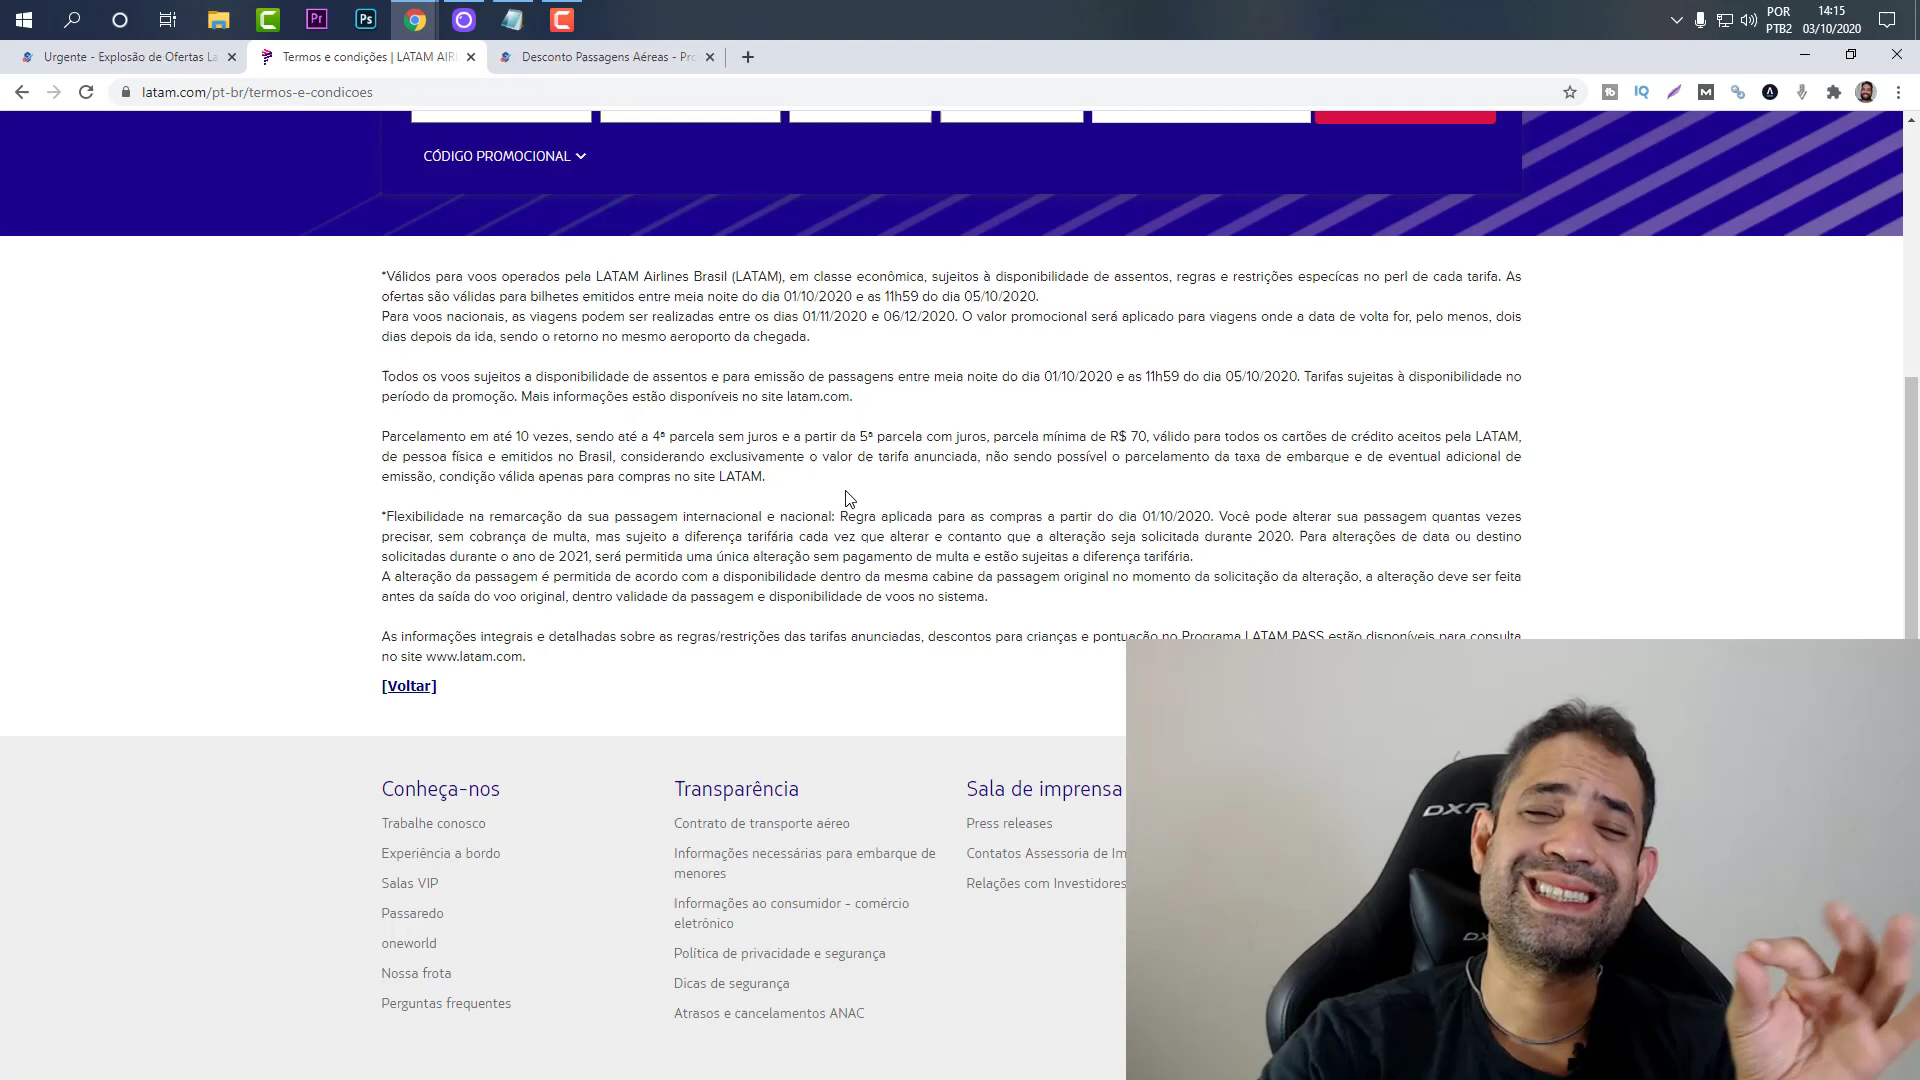 POR
14:15
PTB2
03/10/2020
Urgente - Explosão de Ofertas La
Termos e condições | LATAM AIRL
Desconto Passagens Aéreas - Pro
latam.com/pt-br/termos-e-condicoes
CÓDIGO PROMOCIONAL
*Válidos para voos operados pela LATAM Airlines Brasil (LATAM), em classe econômica, sujeitos à disponibilidade de assentos, regras e restrições especícas no perl de cada tarifa. As
ofertas são válidas para bilhetes emitidos entre meia noite do dia 01/10/2020 e as 11h59 do dia 05/10/2020.
Para voos nacionais, as viagens podem ser realizadas entre os dias 01/11/2020 e 06/12/2020. O valor promocional será aplicado para viagens onde a data de volta for, pelo menos, dois
dias depois da ida, sendo o retorno no mesmo aeroporto da chegada.
Todos os voos sujeitos a disponibilidade de assentos e para emissão de passagens entre meia noite do dia 01/10/2020 e as 11h59 do dia 05/10/2020. Tarifas sujeitas à disponibilidade no
período da promoção. Mais informações estão disponíveis no site latam.com.
Parcelamento em até 10 vezes, sendo até a 4ª parcela sem juros e a partir da 5ª parcela com juros, parcela mínima de R$ 70, válido para todos os cartões de crédito aceitos pela LATAM,
de pessoa física e emitidos no Brasil, considerando exclusivamente o valor de tarifa anunciada, não sendo possível o parcelamento da taxa de embarque e de eventual adicional de
emissão, condição válida apenas para compras no site LATAM.
*Flexibilidade na remarcação da sua passagem internacional e nacional: Regra aplicada para as compras a partir do dia 01/10/2020. Você pode alterar sua passagem quantas vezes
precisar, sem cobrança de multa, mas sujeito a diferença tarifária cada vez que alterar e contanto que a alteração seja solicitada durante 2020. Para alterações de data ou destino
solicitadas durante o ano de 2021, será permitida uma única alteração sem pagamento de multa e estão sujeitas a diferença tarifária.
A alteração da passagem é permitida de acordo com a disponibilidade dentro da mesma cabine da passagem original no momento da solicitação da alteração, a alteração deve ser feita
antes da saída do voo original, dentro validade da passagem e disponibilidade de voos no sistema.
As informações integrais e detalhadas sobre as regras/restrições das tarifas anunciadas, descontos para crianças e pontuação no Programa LATAM PASS estão disponíveis para consulta
no site www.latam.com.
[Voltar]
Conheça-nos
Trabalhe conosco
Experiência a bordo
Salas VIP
Passaredo
oneworld
Nossa frota
Perguntas frequentes
Transparência
Contrato de transporte aéreo
Informações necessárias para embarque de
menores
Informações ao consumidor - comércio
eletrônico
Política de privacidade e segurança
Dicas de segurança
Atrasos e cancelamentos ANAC
Sala de imprensa
Press releases
Contatos Assessoria de Im
Relações com Investidores
DXR